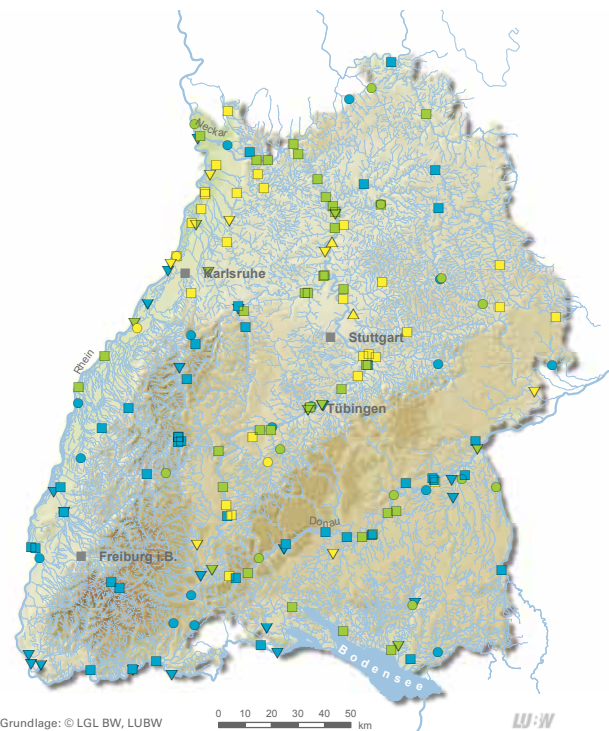 Neckar
Karlsruhe
Stuttgart
Rhein
Tübingen
Donau
Freiburg i.B.
Bodensee
0 10 20 30 40 50
km
Grundlage: © LGL BW, LUBW
LUBW